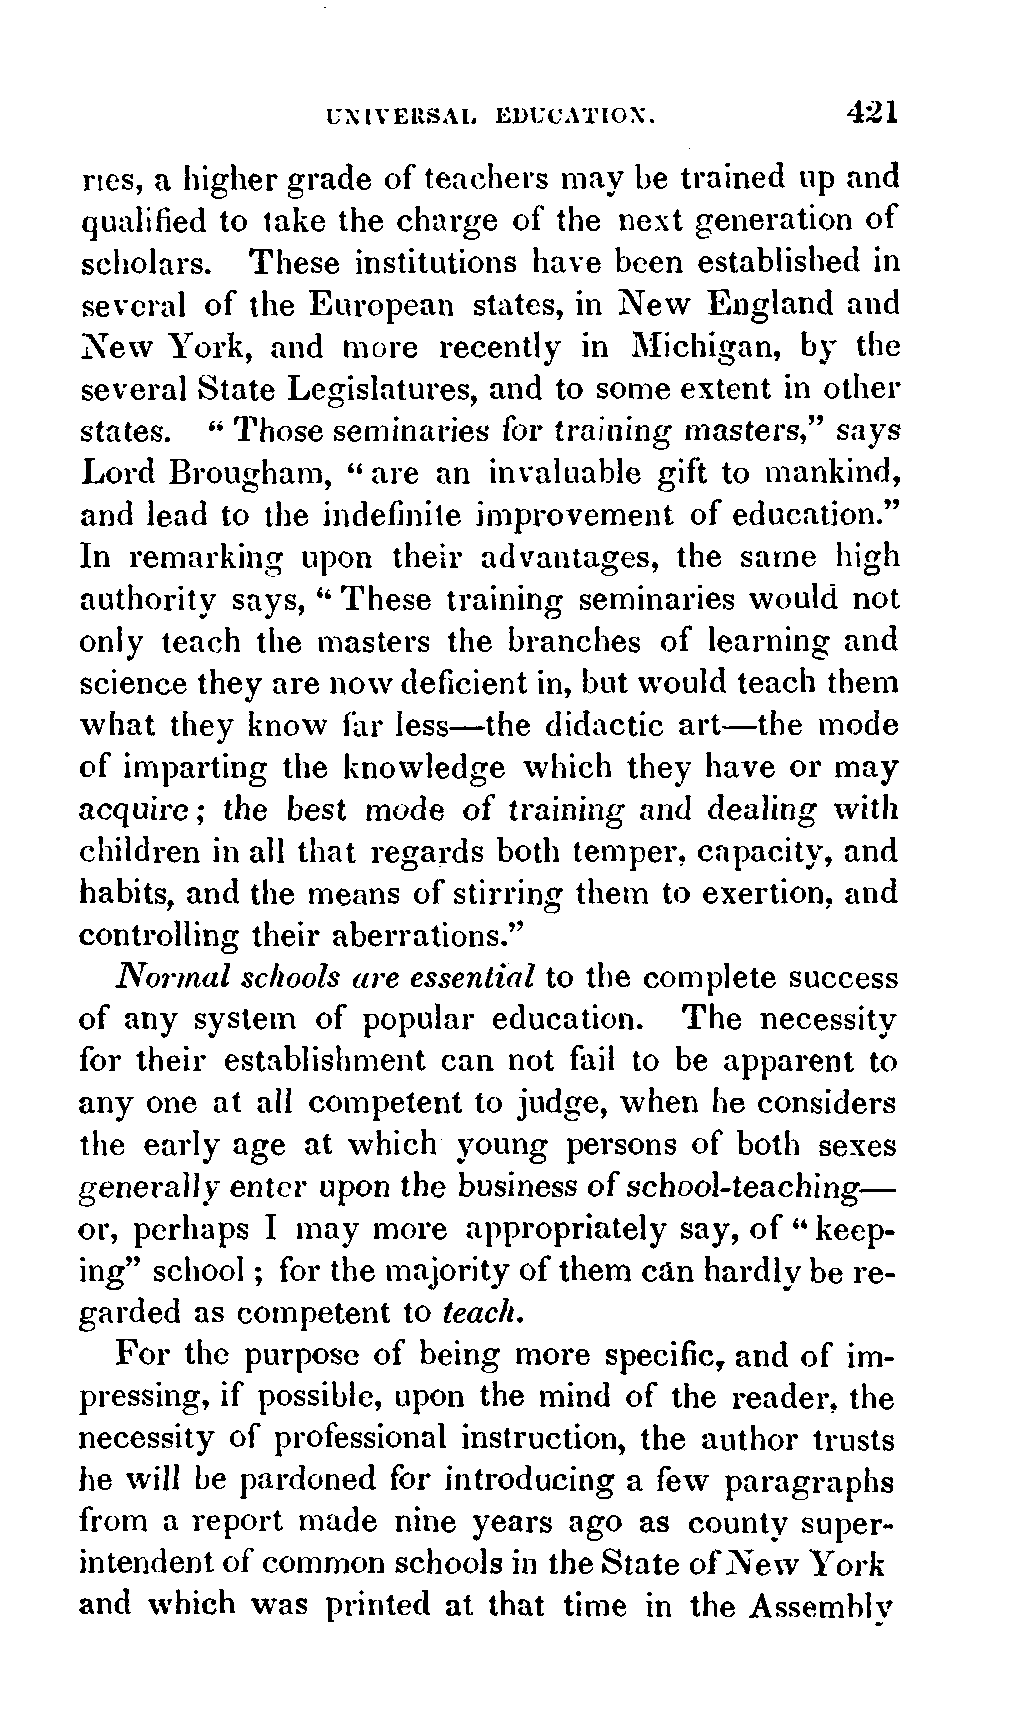 UNIVERSAL EDUCATION. 421
ries, a higher grade of teachers may be trained up and
qualified to take the charge of the next generation of
scholars. These institutions have been established in
several of the European states, in New England and
New York, and more recently in Michigan, by the
several State Legislatures, and to some extent in other
states. “ Those seminaries for training masters,” says
Lord Brougham, “ are an invaluable gift to mankind,
and lead to the indefinite improvement of education.”
In remarking upon their advantages, the same high
authority says, “ These training seminaries would not
only teach the masters the branches of learning and
science they are now deficient in, but would teach them
what they know far less—the didactic art—the mode
of imparting the knowledge which they have or may
acquire ; the best mode of training and dealing with
children in all that regards both temper, capacity, and
habits, and the means of stirring them to exertion, and
controlling their aberrations.”
Normal schools are essential to the complete success
of any system of popular education. The necessity
for their establishment can not fail to be apparent to
any one at all competent to judge, when he considers
the early age at which young persons of both sexes
generally enter upon the business of school-teaching—
or, perhaps I may more appropriately say, of “ keep-
ing” school ; for the majority of them can hardly be re-
garded as competent to teach.
For the purpose of being more specific, and of im-
pressing, if possible, upon the mind of the reader, the
necessity of professional instruction, the author trusts
he will be pardoned for introducing a few paragraphs
from a report made nine years ago as county super-
intendent of common schools in the State of New York
and which was printed at that time in the Assembly